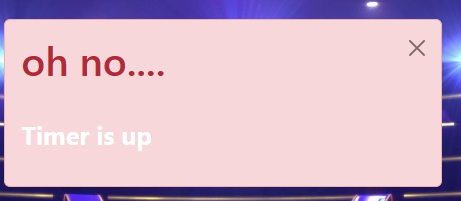 oh no....
Timer is up